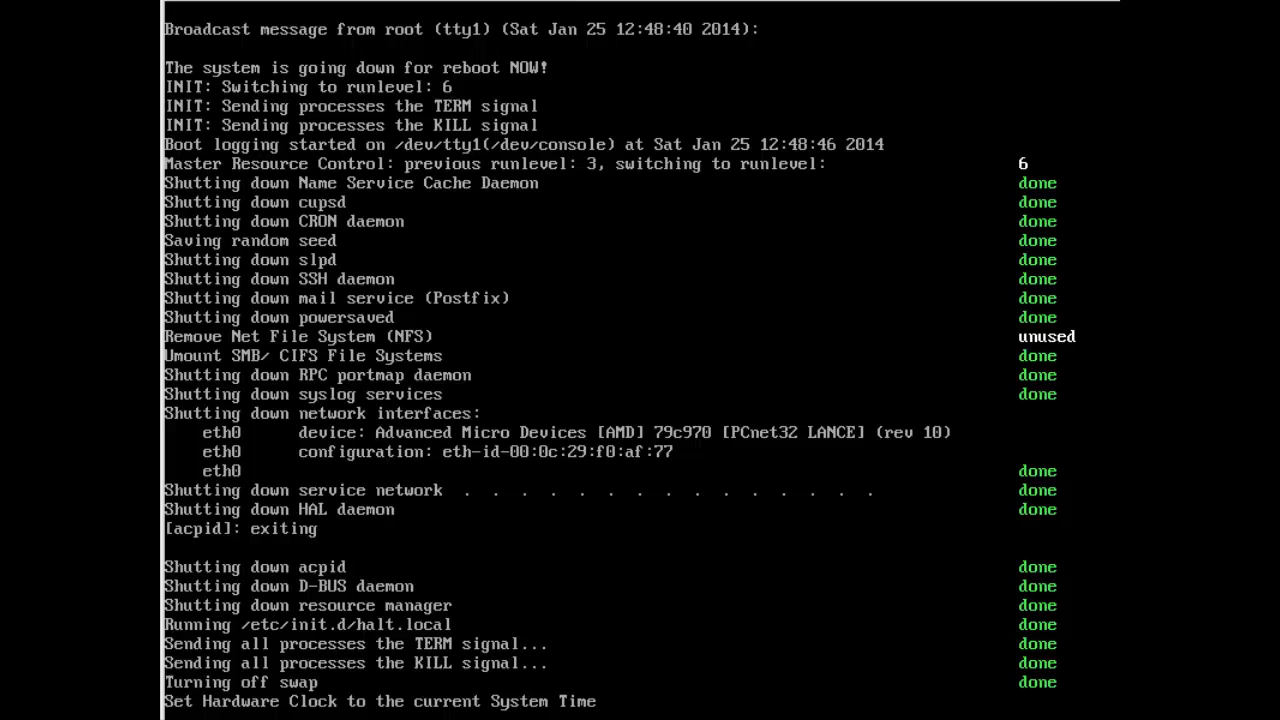 Broadcast message from root (tty1) (Sat Jan 25 12:48:40 2014):
The system is going down for reboot NOW!
INIT: Switching to runlevel: 6
INIT: Sending processes the TERM signal
INIT: Sending processes the KILL signal
Boot logging started on /dev/tty1(/dev/console) at Sat Jan 25 12:48:46 2014
Master Resource Control: previous runlevel: 3, switching to runlevel: 6
Shutting down Name Service Cache Daemon done
Shutting down cupsd done
Shutting down CRON daemon done
Saving random seed done
Shutting down slpd done
Shutting down SSH daemon done
Shutting down mail service (Postfix) done
Shutting down powersaved done
Remove Net File System (NFS) unused
Umount SMB/ CIFS File Systems done
Shutting down RPC portmap daemon done
Shutting down syslog services done
Shutting down network interfaces:
eth0 device: Advanced Micro Devices [AMD] 79c970 [PCnet32 LANCE] (rev 10)
eth0 configuration: eth-id-00:0c:29:f0:af:77
eth0 done
Shutting down service network . . . . . . . . . . . . . . . done
Shutting down HAL daemon done
[acpid]: exiting
Shutting down acpid done
Shutting down D-BUS daemon done
Shutting down resource manager done
Running /etc/init.d/halt.local done
Sending all processes the TERM signal... done
Sending all processes the KILL signal... done
Turning off swap done
Set Hardware Clock to the current System Time